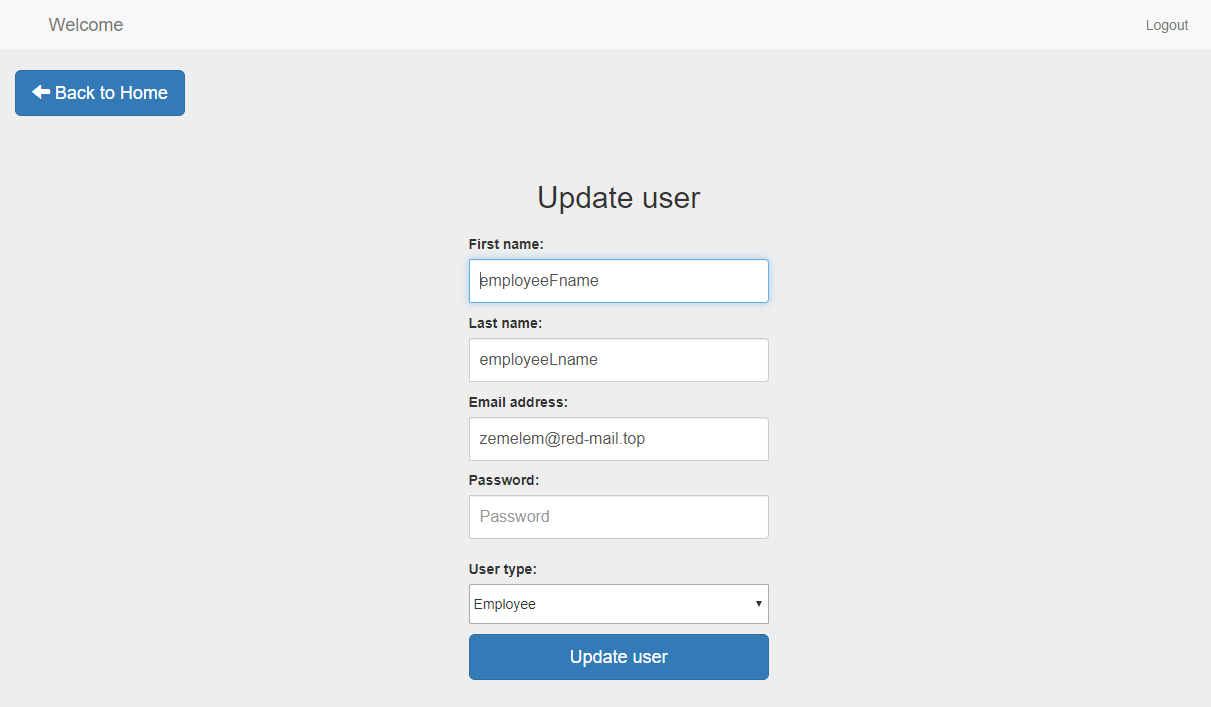 Welcome
Logout
Back to Home
Update user
First name:
employeeFname
Last name:
employeeLname
Email address:
zemelem@red-mail.top
Password:
Password
User type:
Employee
Update user